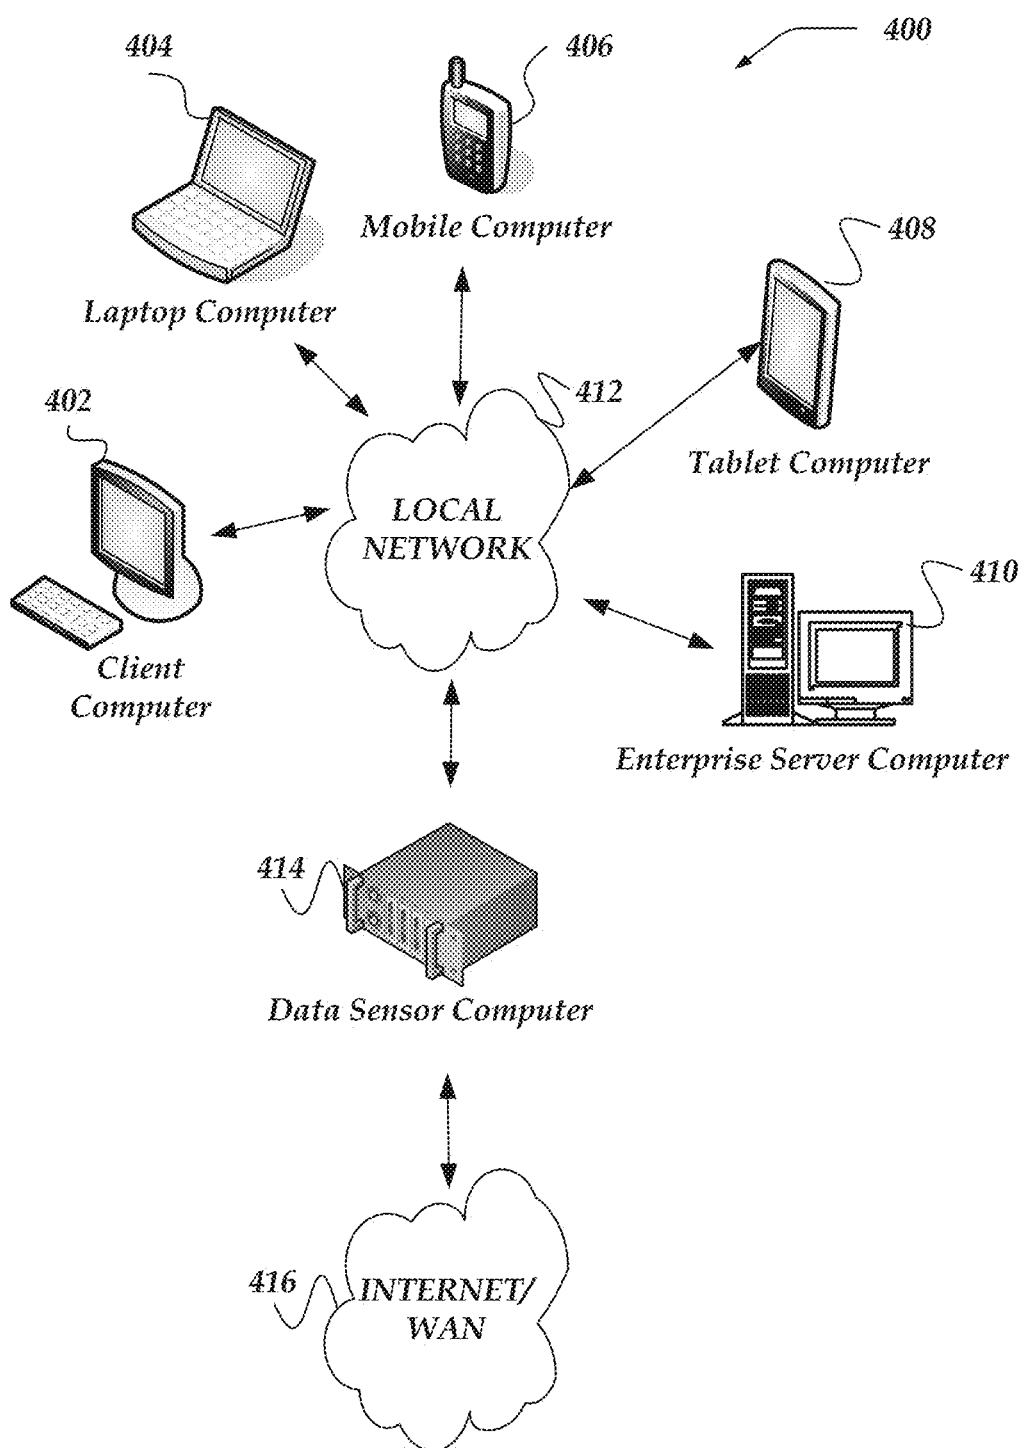 400
404
406
Mobile Computer
408
Laptop Computer
402
412
Tablet Computer
LOCAL
NETWORK
410
Client
Computer
Enterprise Server Computer
414
Data Sensor Computer
416
INTERNET/
WAN